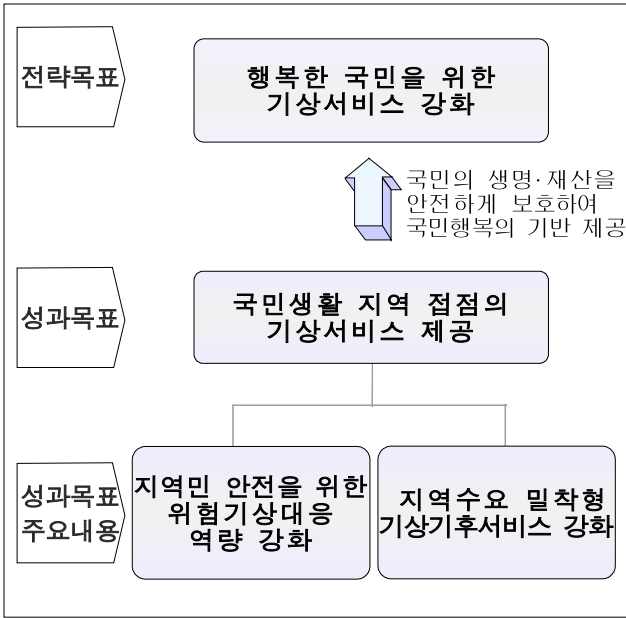 전략목표
행복한 국민을 위한
기상서비스 강화
국민의 생명·재산을
안전하게 보호하여
국민행복의 기반 제공
성과목표
국민생활 지역 접점의
기상서비스 제공
성과목표
주요내용
지역민 안전을 위한
위험기상대응
역량 강화
지역수요 밀착형
기상기후서비스 강화